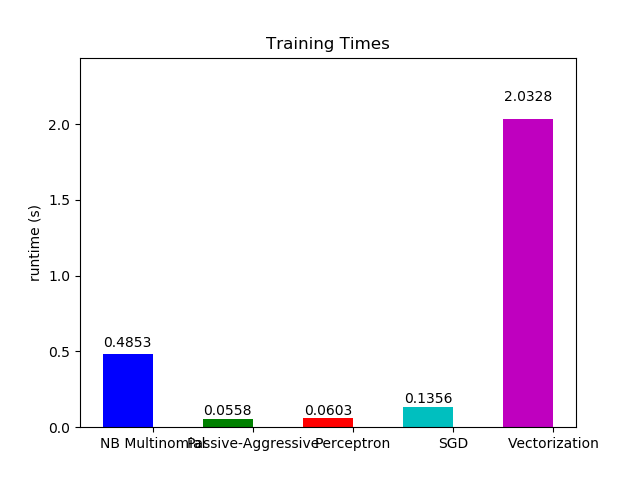 Training Times
2.0328
2.0
runtime (s)
1.5
1.0
0.4853
0.5
0.1356
0.0558
0.0603
0.0
NB Multinomial
Passive-Aggressive
Perceptron
SGD
Vectorization